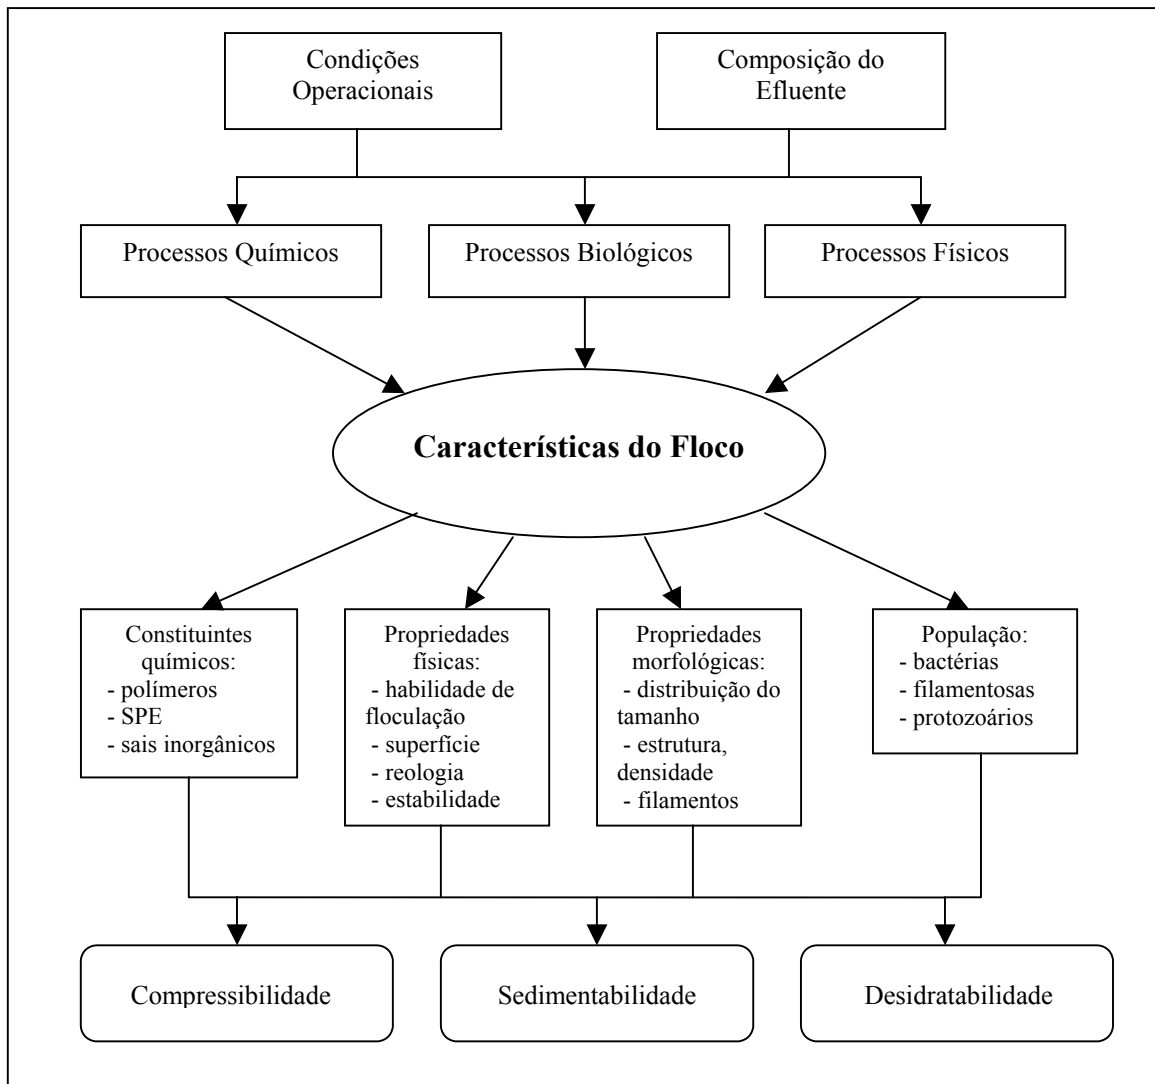 Condições
Operacionais
Composição do
Efluente
Processos Químicos
Processos Biológicos
Processos Físicos
Características do Floco
Constituintes
químicos:
- polímeros
- SPE
- sais inorgânicos
Propriedades
físicas:
- habilidade de
floculação
- superfície
- reologia
- estabilidade
Propriedades
morfológicas:
- distribuição do
tamanho
- estrutura,
densidade
- filamentos
População:
- bactérias
- filamentosas
- protozoários
Compressibilidade
Sedimentabilidade
Desidratabilidade